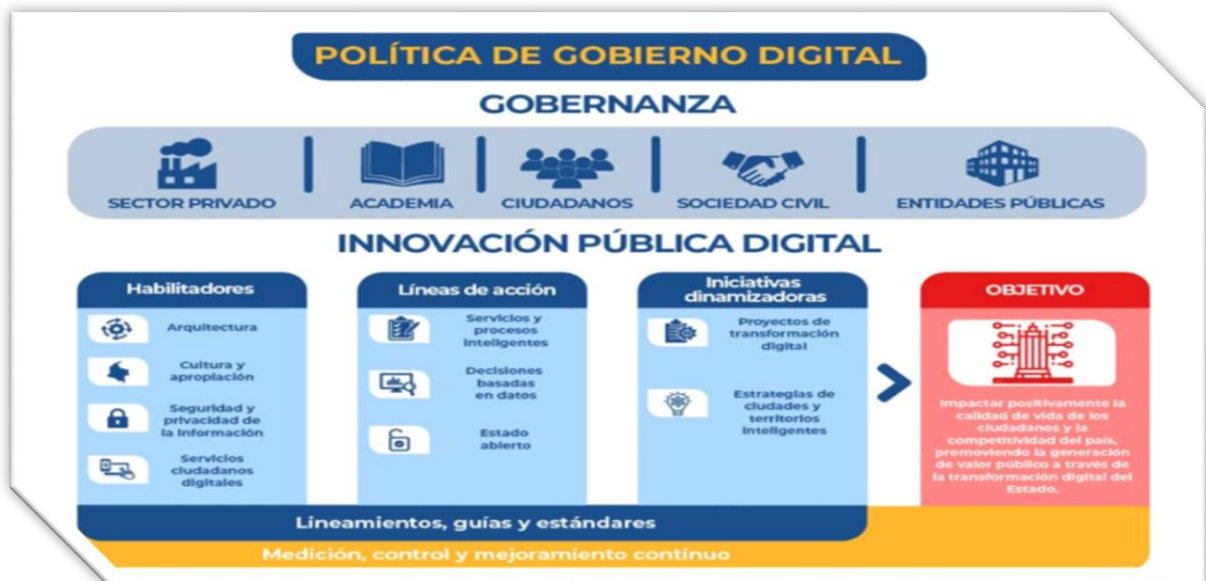 POLÍTICA DE GOBIERNO DIGITAL
GOBERNANZA
SECTOR PRIVADO
ACADEMIA
CIUDADANOS
SOCIEDAD CIVIL
ENTIDADES PÚBLICAS
INNOVACIÓN PÚBLICA DIGITAL
Habilitadores
Arquitectura
Cultura y
apropiación
Seguridad y
privacidad de
la información
Servicios
ciudadanos
digitales
Líneas de acción
Servicios y
procesos
inteligentes
Decisiones
basadas
en datos
Estado
abierto
Iniciativas
dinamizadoras
Proyectos de
transformación
digital
Estrategias de
ciudades y
territorios
inteligentes
OBJETIVO
Impactar positivamente la
calidad de vida de los
ciudadanos y la
competitividad del país,
promoviendo la generación
de valor público a través de
la transformación digital del
Estado.
Lineamientos, guías y estándares
Medición, control y mejoramiento continuo